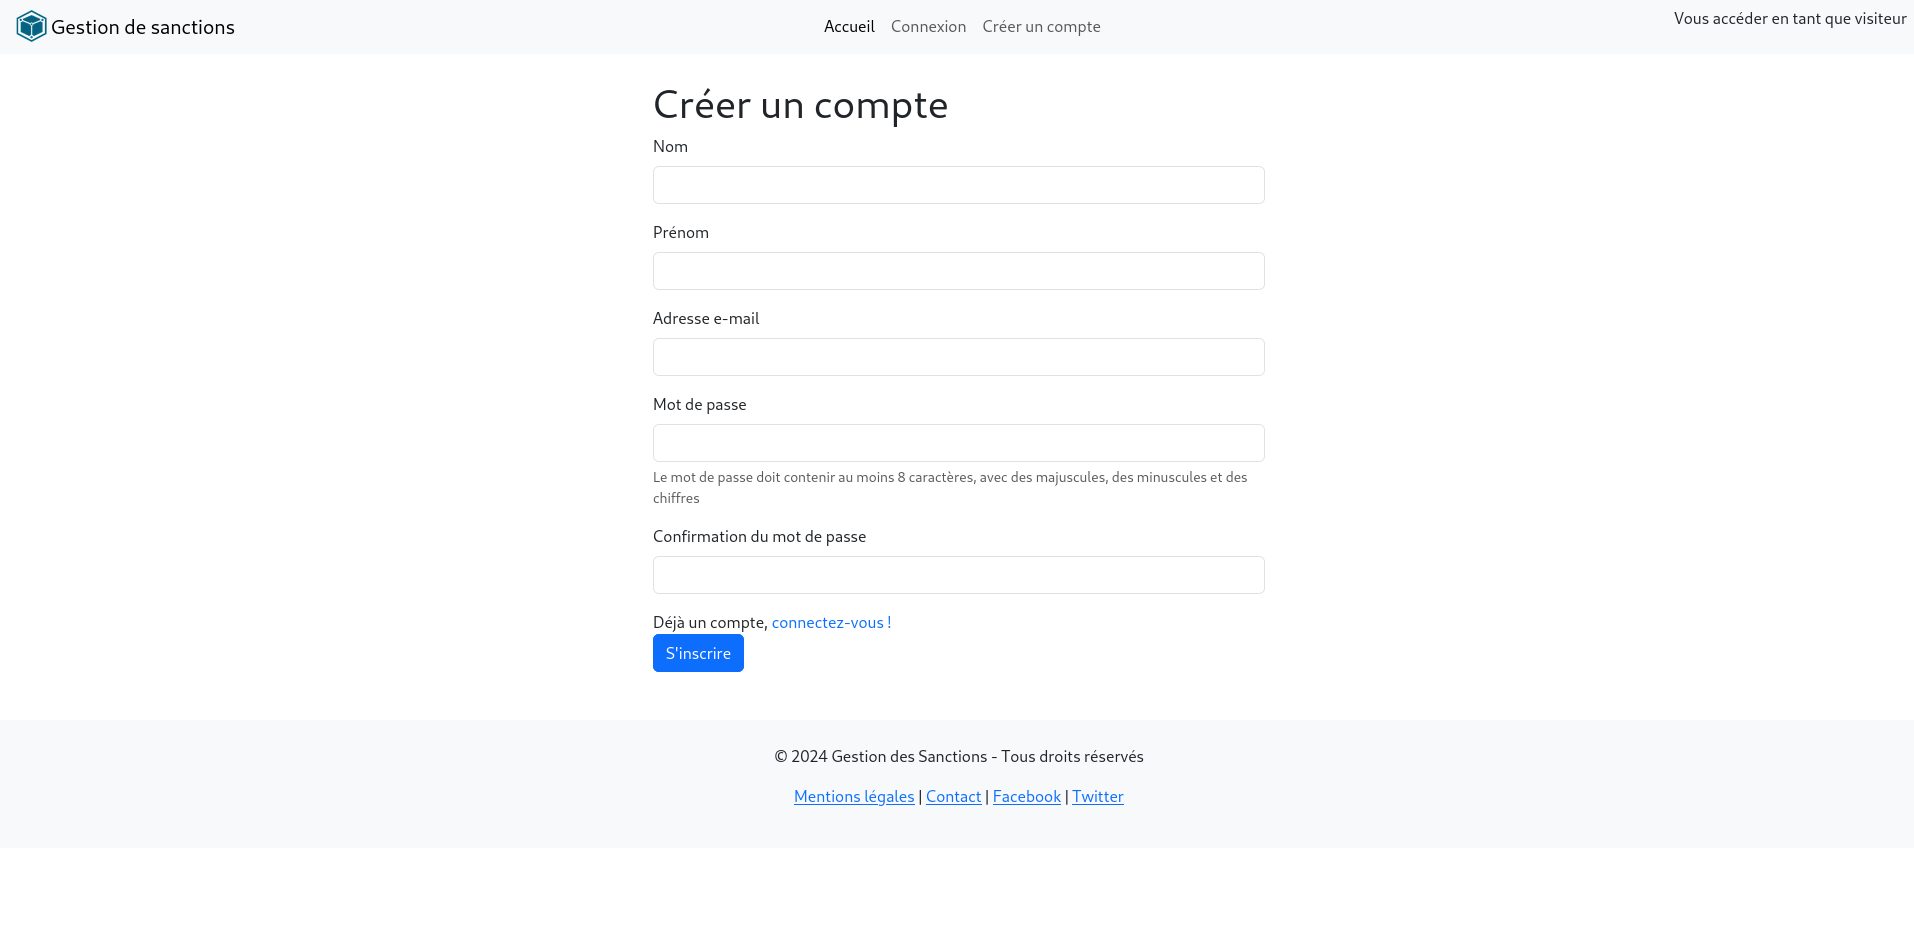 Gestion de sanctions
Accueil Connexion Créer un compte
Vous accéder en tant que visiteur
Créer un compte
Nom
Prénom
Adresse e-mail
Mot de passe
Le mot de passe doit contenir au moins 8 caractères, avec des majuscules, des minuscules et des
chiffres
Confirmation du mot de passe
Déjà un compte, connectez-vous !
S'inscrire
© 2024 Gestion des Sanctions - Tous droits réservés
Mentions légales | Contact | Facebook | Twitter